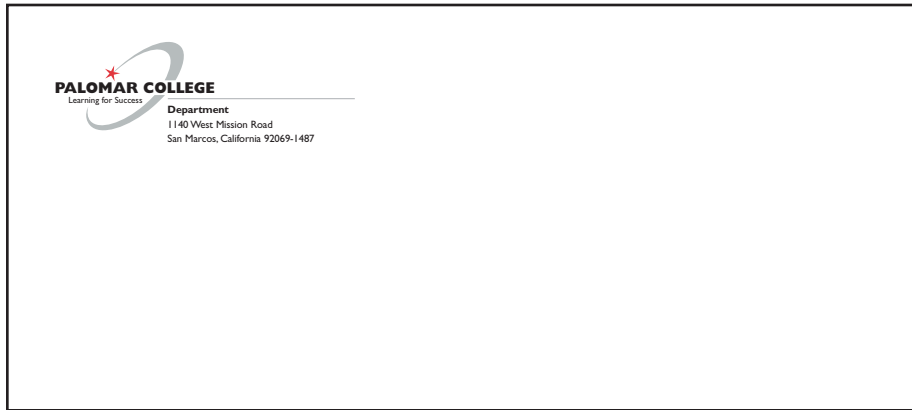 PALOMAR COLLEGE
Learning for Success
Department
1140 West Mission Road
San Marcos, California 92069-1487